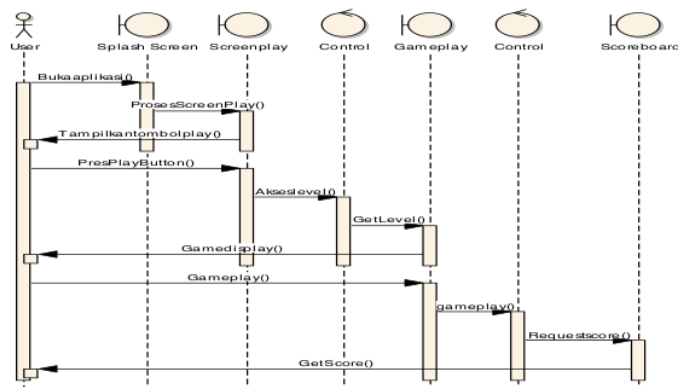 User
Splash Screen
Screenplay
Control
Gameplay
Control
Scoreboard
Bukaaplikasi()
ProsesScreenPlay()
Tampilkantombolplay()
PresPlayButton()
Akseslevel()
GetLevel()
Gamedisplay()
Gameplay()
gameplay()
Requestscore()
GetScore()